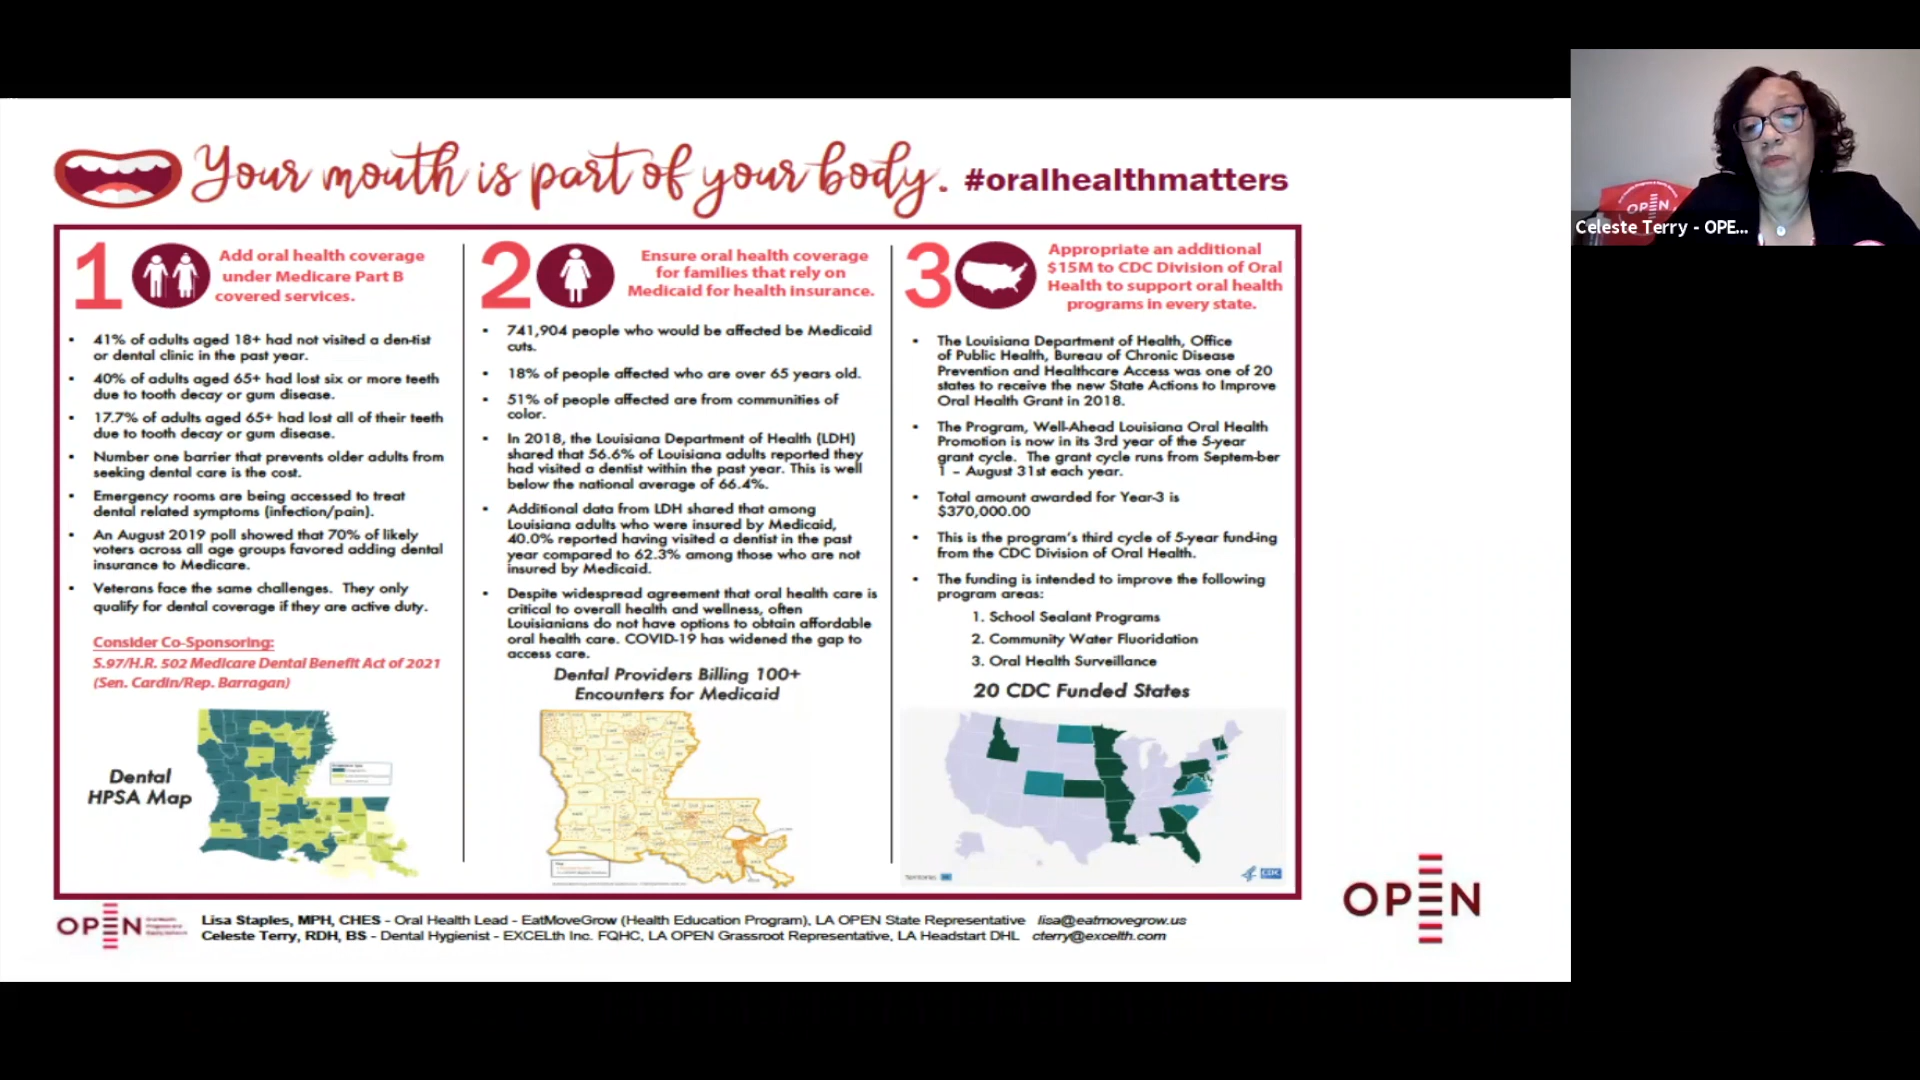 Your mouth is part of your body. #oralhealthmatters
1
Add oral health coverage
under Medicare Part B
covered services.
• 41% of adults aged 18+ had not visited a den-tist
or dental clinic in the past year.
• 40% of adults aged 65+ had lost six or more teeth
due to tooth decay or gum disease.
• 17.7% of adults aged 65+ had lost all of their teeth
due to tooth decay or gum disease.
• Number one barrier that prevents older adults from
seeking dental care is the cost.
• Emergency rooms are being accessed to treat
dental related symptoms (infection/pain).
• An August 2019 poll showed that 70% of likely
voters across all age groups favored adding dental
insurance to Medicare.
• Veterans face the same challenges. They only
qualify for dental coverage if they are active duty.
Consider Co-Sponsoring:
S.97/H.R. 502 Medicare Dental Benefit Act of 2021
(Sen. Cardin/Rep. Barragan)
Dental
HPSA Map
2
Ensure oral health coverage
for families that rely on
Medicaid for health insurance.
• 741,904 people who would be affected be Medicaid
cuts.
• 18% of people affected who are over 65 years old.
• 51% of people affected are from communities of
color.
• In 2018, the Louisiana Department of Health (LDH)
shared that 56.6% of Louisiana adults reported they
had visited a dentist within the past year. This is well
below the national average of 66.4%.
• Additional data from LDH shared that among
Louisiana adults who were insured by Medicaid,
40.0% reported having visited a dentist in the past
year compared to 62.3% among those who are not
insured by Medicaid.
• Despite widespread agreement that oral health care is
critical to overall health and wellness, often
Louisianians do not have options to obtain affordable
oral health care. COVID-19 has widened the gap to
access care.
Dental Providers Billing 100+
Encounters for Medicaid
3
Appropriate an additional
$15M to CDC Division of Oral
Health to support oral health
programs in every state.
• The Louisiana Department of Health, Office
of Public Health, Bureau of Chronic Disease
Prevention and Healthcare Access was one of 20
states to receive the new State Actions to Improve
Oral Health Grant in 2018.
• The Program, Well-Ahead Louisiana Oral Health
Promotion is now in its 3rd year of the 5-year
grant cycle. The grant cycle runs from Septem-ber
1 – August 31st each year.
• Total amount awarded for Year-3 is
$370,000.00
• This is the program's third cycle of 5-year fund-ing
from the CDC Division of Oral Health.
• The funding is intended to improve the following
program areas:
1. School Sealant Programs
2. Community Water Fluoridation
3. Oral Health Surveillance
20 CDC Funded States
Territories
CDC
OPEN
Lisa Staples, MPH, CHES - Oral Health Lead - EatMoveGrow (Health Education Program), LA OPEN State Representative lisa@eatmovegrow.us
Celeste Terry, RDH, BS - Dental Hygienist - EXCELth Inc. FQHC, LA OPEN Grassroot Representative, LA Headstart DHL cterry@excelth.com
OPEN
OPEN
Celeste Terry - OPE...